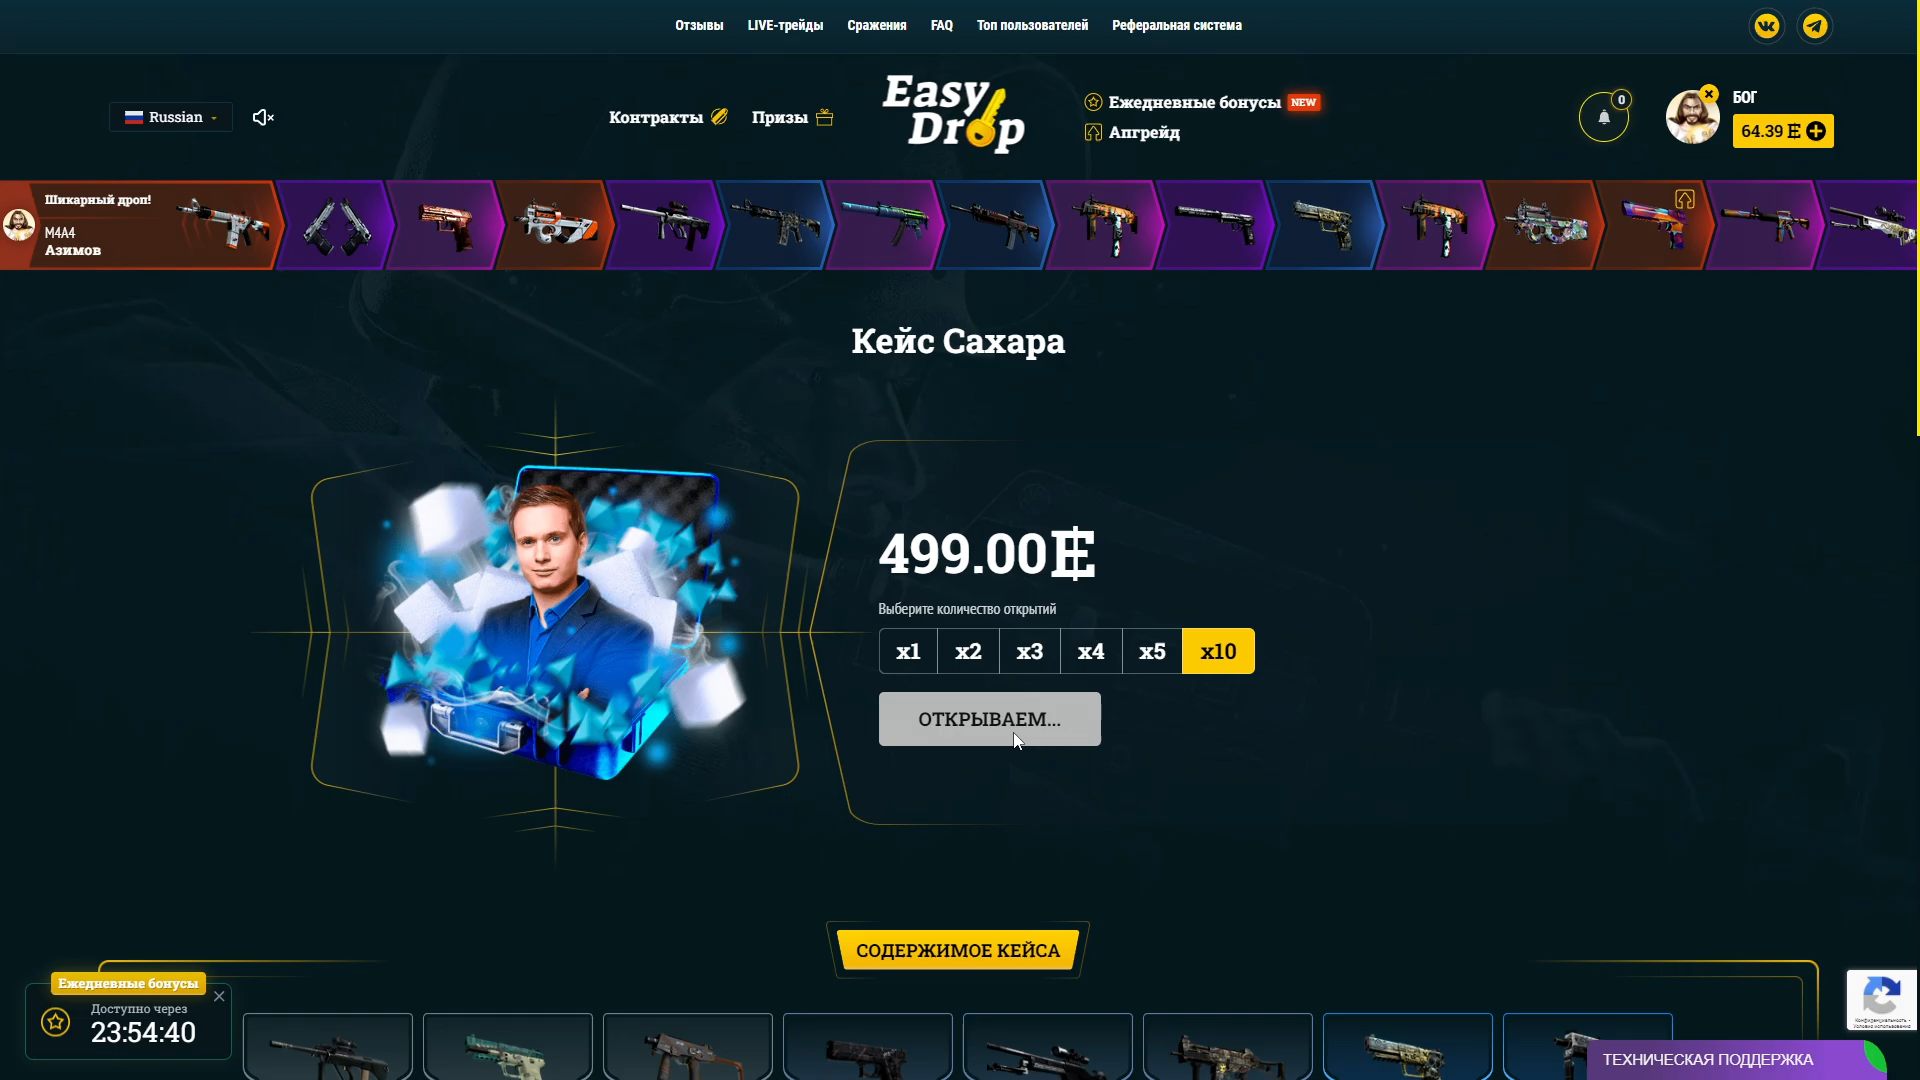 Отзывы
LIVE-трейды
Сражения
FAQ
Топ пользователей
Реферальная система
Russian
Контракты
Призы
Easy Drop
Ежедневные бонусы NEW
Апгрейд
0
БОГ
64.39
Шикарный дроп!
M4A4
Азимов
Кейс Сахара
499.00
Выберите количество открытий
x1
x2
x3
x4
x5
x10
ОТКРЫВАЕМ...
СОДЕРЖИМОЕ КЕЙСА
Ежедневные бонусы
Доступно через
23:54:40
ТЕХНИЧЕСКАЯ ПОДДЕРЖКА